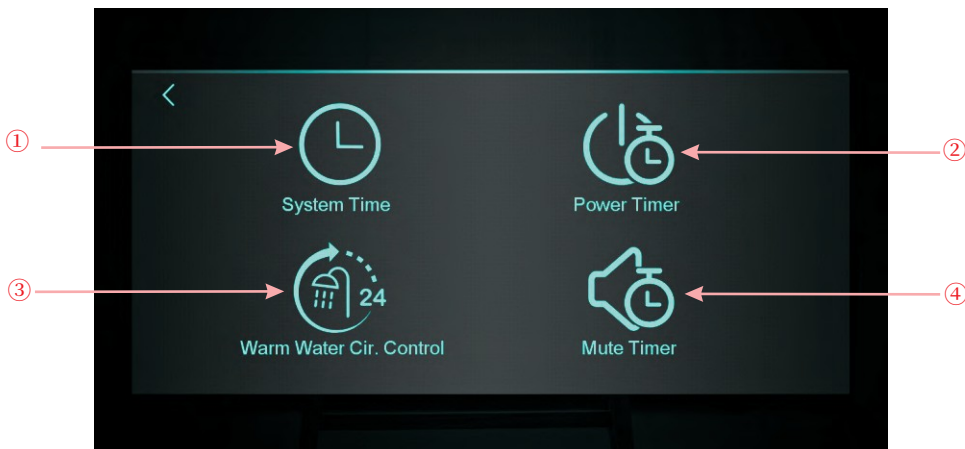 ①
②
System Time
Power Timer
③
24
④
Warm Water Cir. Control
Mute Timer